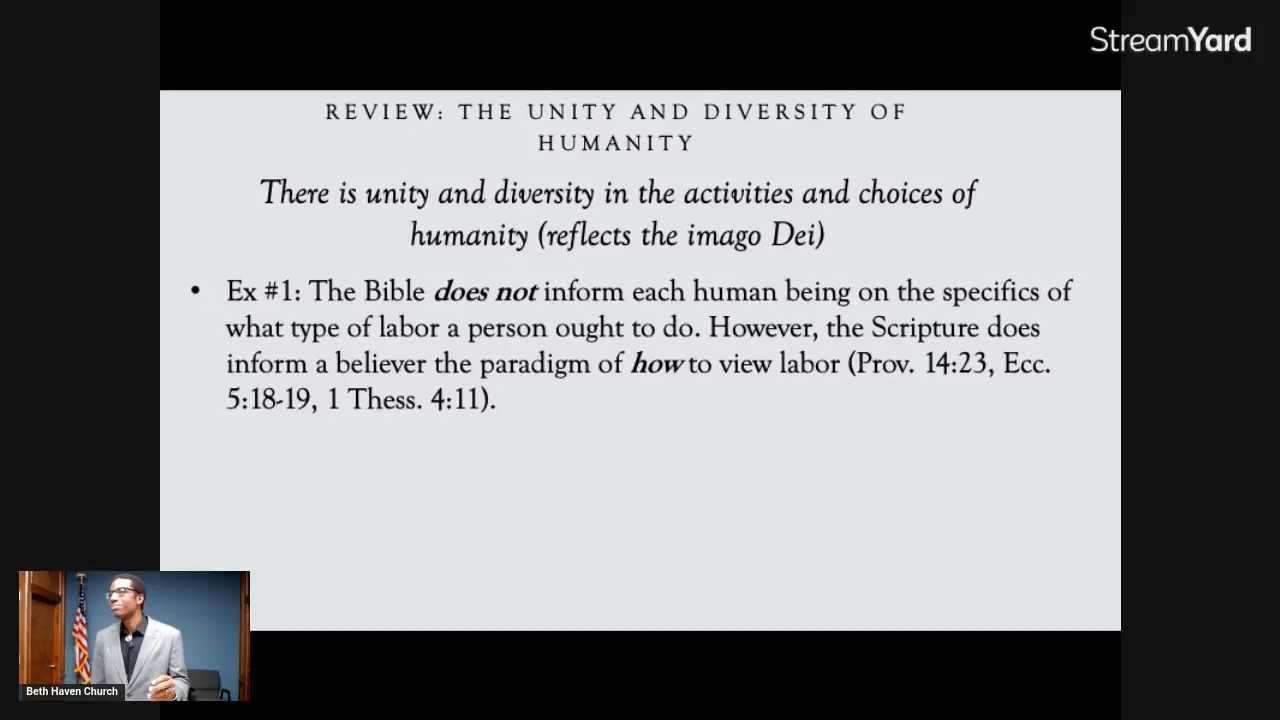 StreamYard
REVIEW: THE UNITY AND DIVERSITY OF
HUMANITY
There is unity and diversity in the activities and choices of
humanity (reflects the imago Dei)
• Ex #1: The Bible does not inform each human being on the specifics of
what type of labor a person ought to do. However, the Scripture does
inform a believer the paradigm of how to view labor (Prov. 14:23, Ecc.
5:18-19, 1 Thess. 4:11).
Beth Haven Church